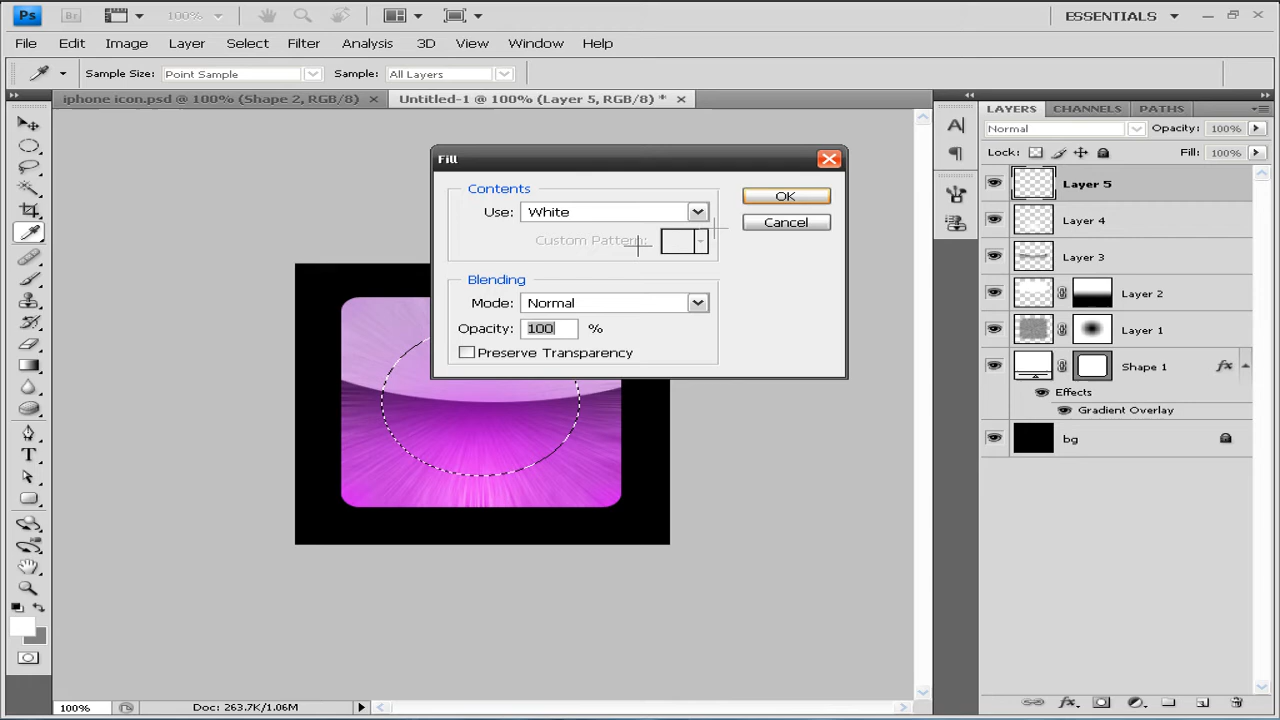 Ps Br 100% ESSENTIALS
File Edit Image Layer Select Filter Analysis 3D View Window Help
Sample Size: Point Sample Sample: All Layers
iphone icon.psd @ 100% (Shape 2, RGB/8) × Untitled-1 @ 100% (Layer 5, RGB/8) * ×
LAYERS CHANNELS PATHS
Normal Opacity: 100%
Lock: Fill: 100%
Layer 5
Layer 4
Layer 3
Layer 2
Layer 1
Shape 1 fx
Effects
Gradient Overlay
bg
Fill
Contents
Use: White
Custom Pattern:
OK
Cancel
Blending
Mode: Normal
Opacity: 100 %
Preserve Transparency
100% Doc: 263.7K/1.06M